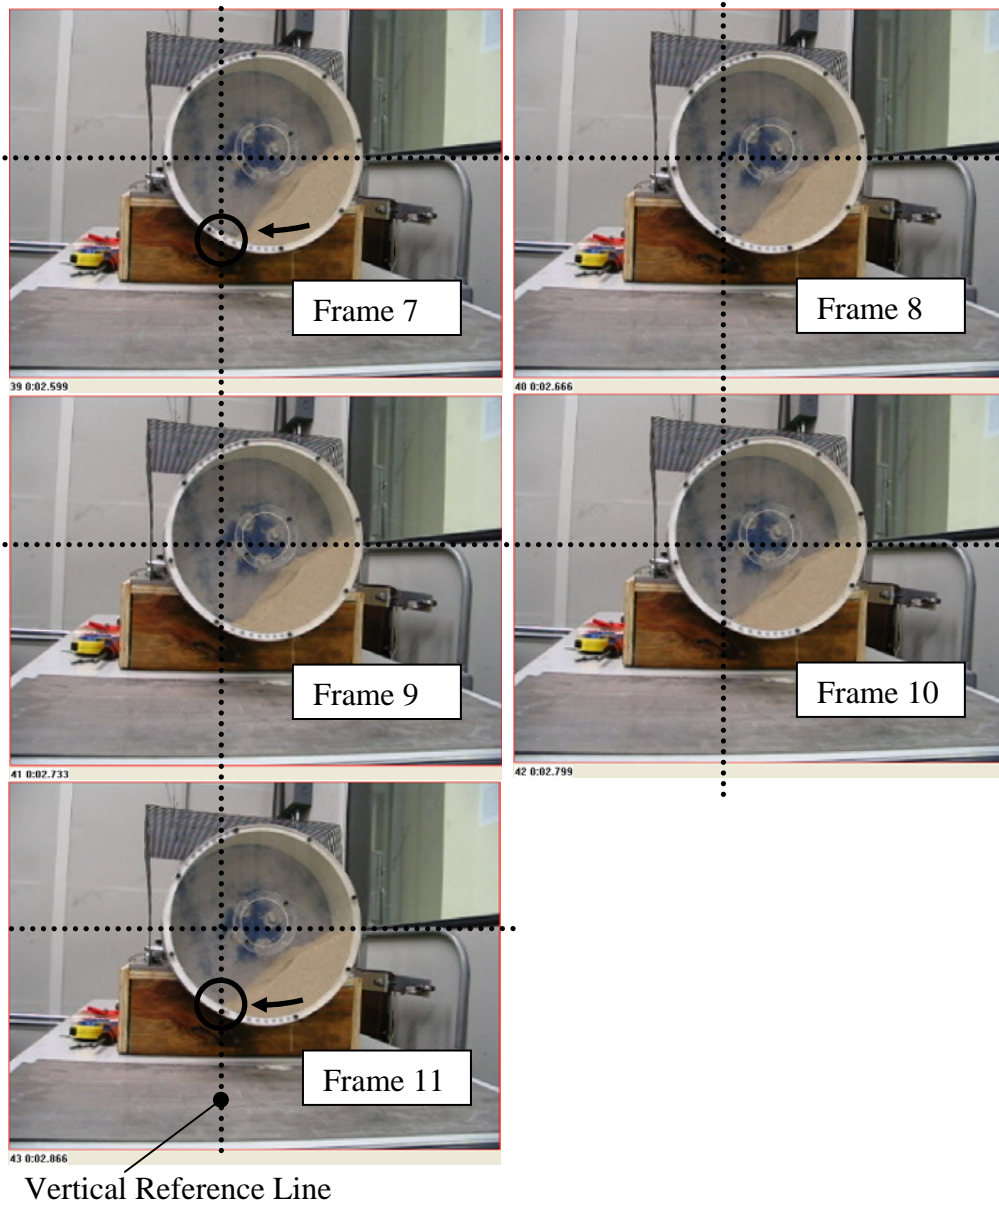 Frame 7
Frame 8
39 0:02.599
40 0:02.666
Frame 9
Frame 10
41 0:02.733
42 0:02.799
Frame 11
43 0:02.866
Vertical Reference Line